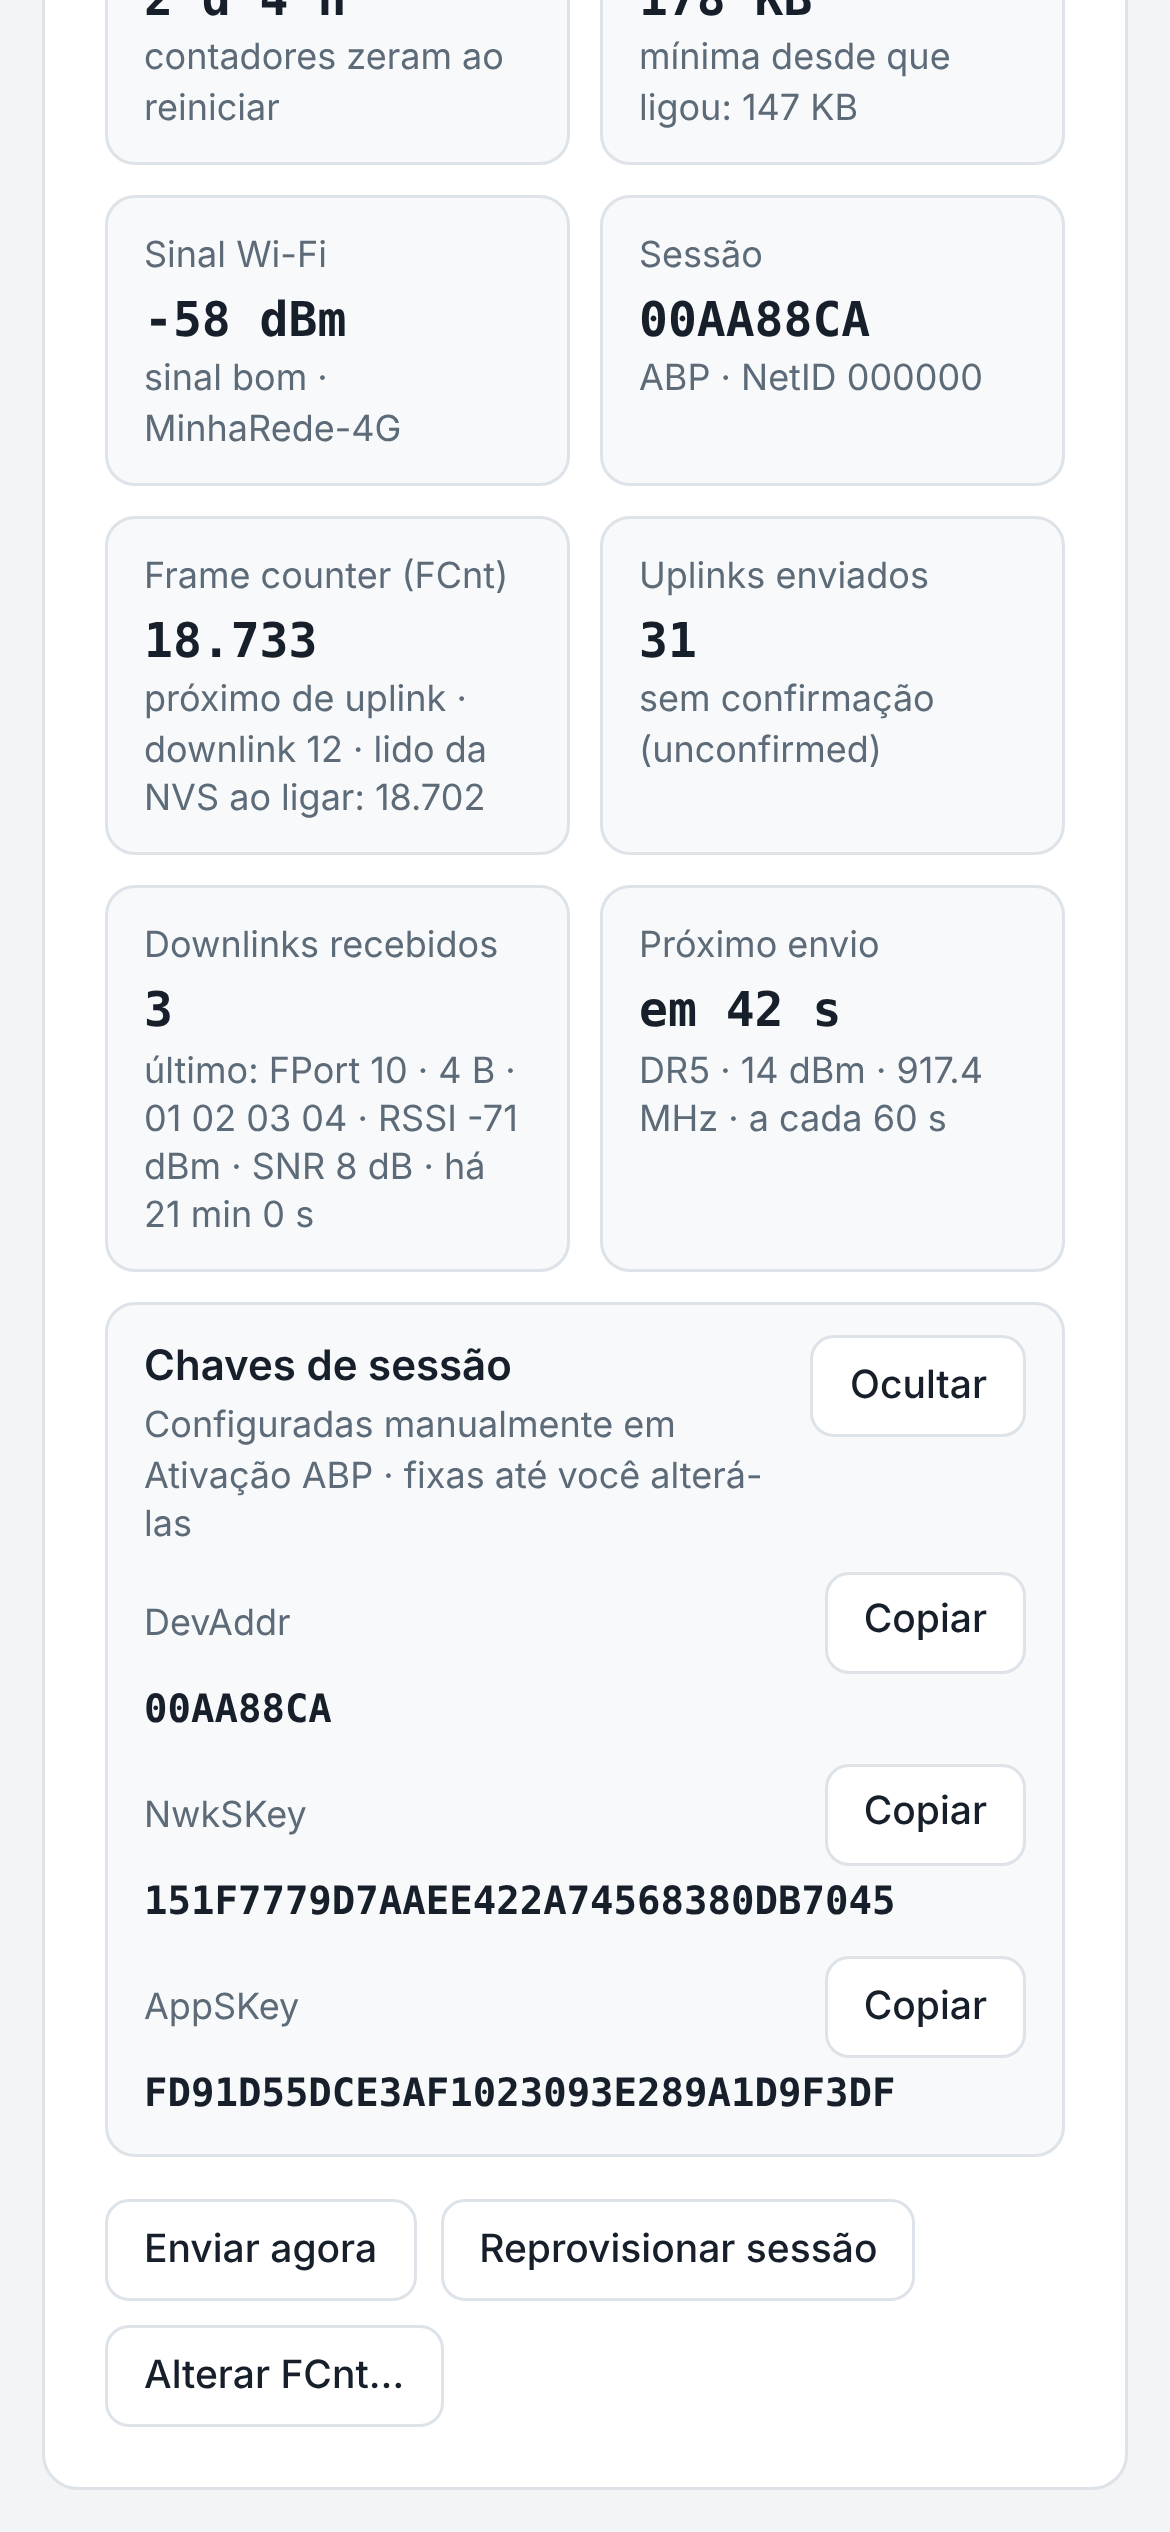 2 d 4 h
contadores zeram ao
reiniciar
178 KB
mínima desde que
ligou: 147 KB
Sinal Wi-Fi
-58 dBm
sinal bom ·
MinhaRede-4G
Sessão
00AA88CA
ABP · NetID 000000
Frame counter (FCnt)
18.733
próximo de uplink ·
downlink 12 · lido da
NVS ao ligar: 18.702
Uplinks enviados
31
sem confirmação
(unconfirmed)
Downlinks recebidos
3
último: FPort 10 · 4 B ·
01 02 03 04 · RSSI -71
dBm · SNR 8 dB · há
21 min 0 s
Próximo envio
em 42 s
DR5 · 14 dBm · 917.4
MHz · a cada 60 s
Chaves de sessão
Ocultar
Configuradas manualmente em
Ativação ABP · fixas até você alterá-
las
DevAddr
Copiar
00AA88CA
NwkSKey
Copiar
151F7779D7AAEE422A74568380DB7045
AppSKey
Copiar
FD91D55DCE3AF1023093E289A1D9F3DF
Enviar agora
Reprovisionar sessão
Alterar FCnt...